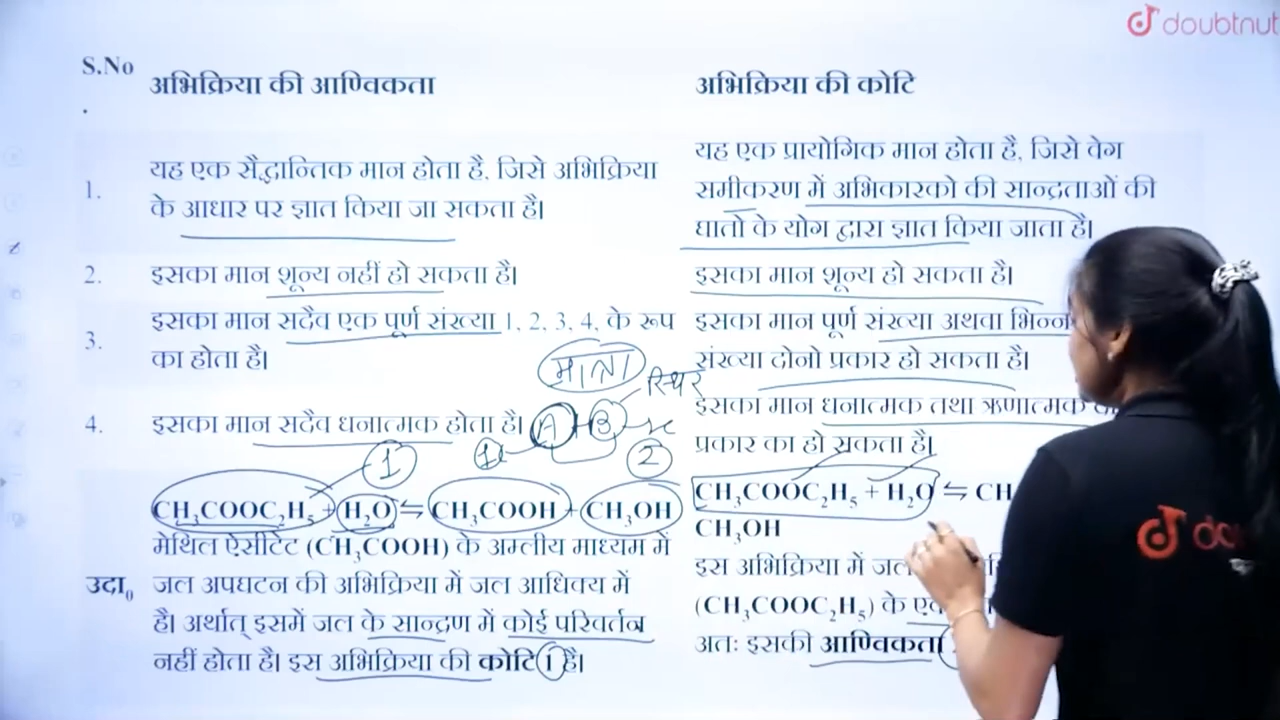 doubtnut
S.No
.
अभिक्रिया की आण्विकता
अभिक्रिया की कोटि
1.
यह एक सैद्धान्तिक मान होता है, जिसे अभिक्रिया
के आधार पर ज्ञात किया जा सकता है।
यह एक प्रायोगिक मान होता है, जिसे वेग
समीकरण में अभिकारको की सान्द्रताओं की
घातो के योग द्वारा ज्ञात किया जाता है।
2.
इसका मान शून्य नहीं हो सकता है।
इसका मान शून्य हो सकता है।
3.
इसका मान सदैव एक पूर्ण संख्या 1, 2, 3, 4, के रूप
का होता है।
इसका मान पूर्ण संख्या अथवा भिन्न
संख्या दोनो प्रकार हो सकता है।
मात्रा
स्थिर
4.
इसका मान सदैव धनात्मक होता है।
A + B
1
2
1
इसका मान धनात्मक तथा ऋणात्मक
प्रकार का हो सकता है।
CH₃COOC₂H₅ + H₂O ⇋ CH₃COOH + CH₃OH
मेथिल ऐसीटेट (CH₃COOH) के अम्लीय माध्यम में
उदा₀
जल अपघटन की अभिक्रिया में जल आधिक्य में
है। अर्थात् इसमें जल के सान्द्रण में कोई परिवर्तन
नहीं होता है। इस अभिक्रिया की कोटि 1 है।
CH₃COOC₂H₅ + H₂O ⇋ CH
CH₃OH
इस अभिक्रिया में जल
(CH₃COOC₂H₅) के
अतः इसकी आण्विकता
do